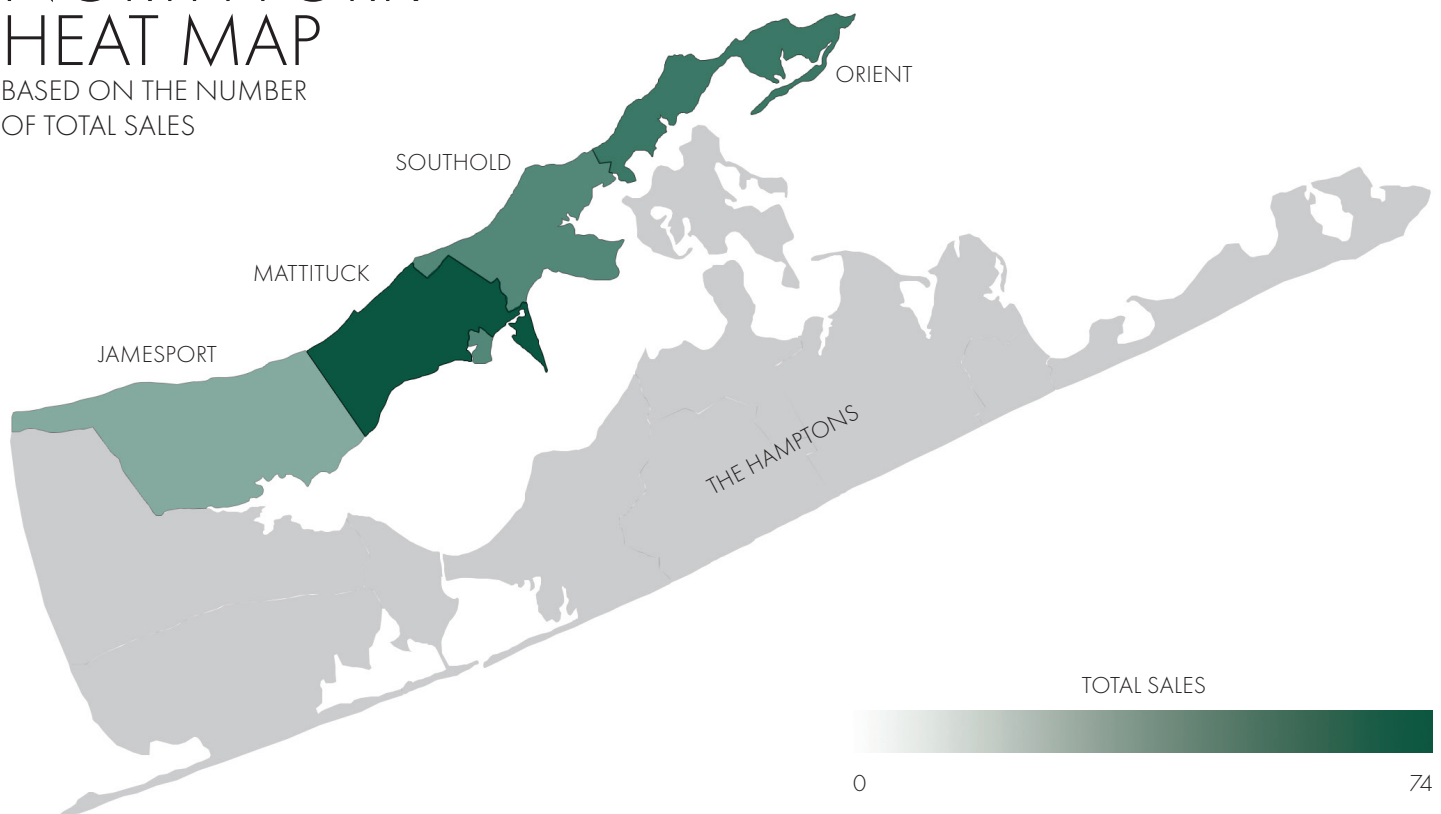 HEAT MAP
BASED ON THE NUMBER
OF TOTAL SALES
ORIENT
SOUTHOLD
MATTITUCK
JAMESPORT
THE HAMPTONS
TOTAL SALES
0
74